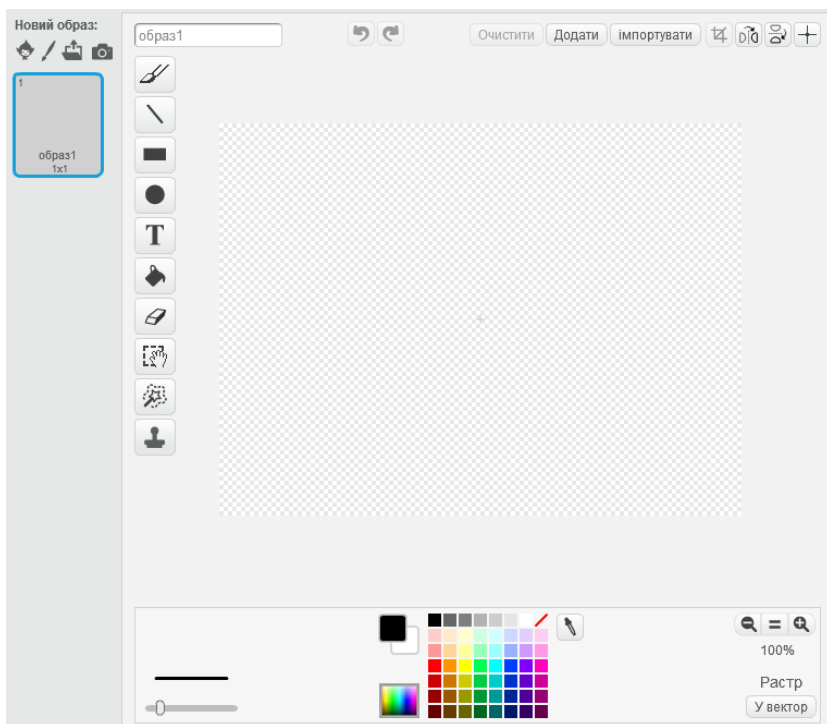 Новий образ:
1
образ1
1x1
образ1
Очистити Додати імпортувати
T
100%
Растр
У вектор